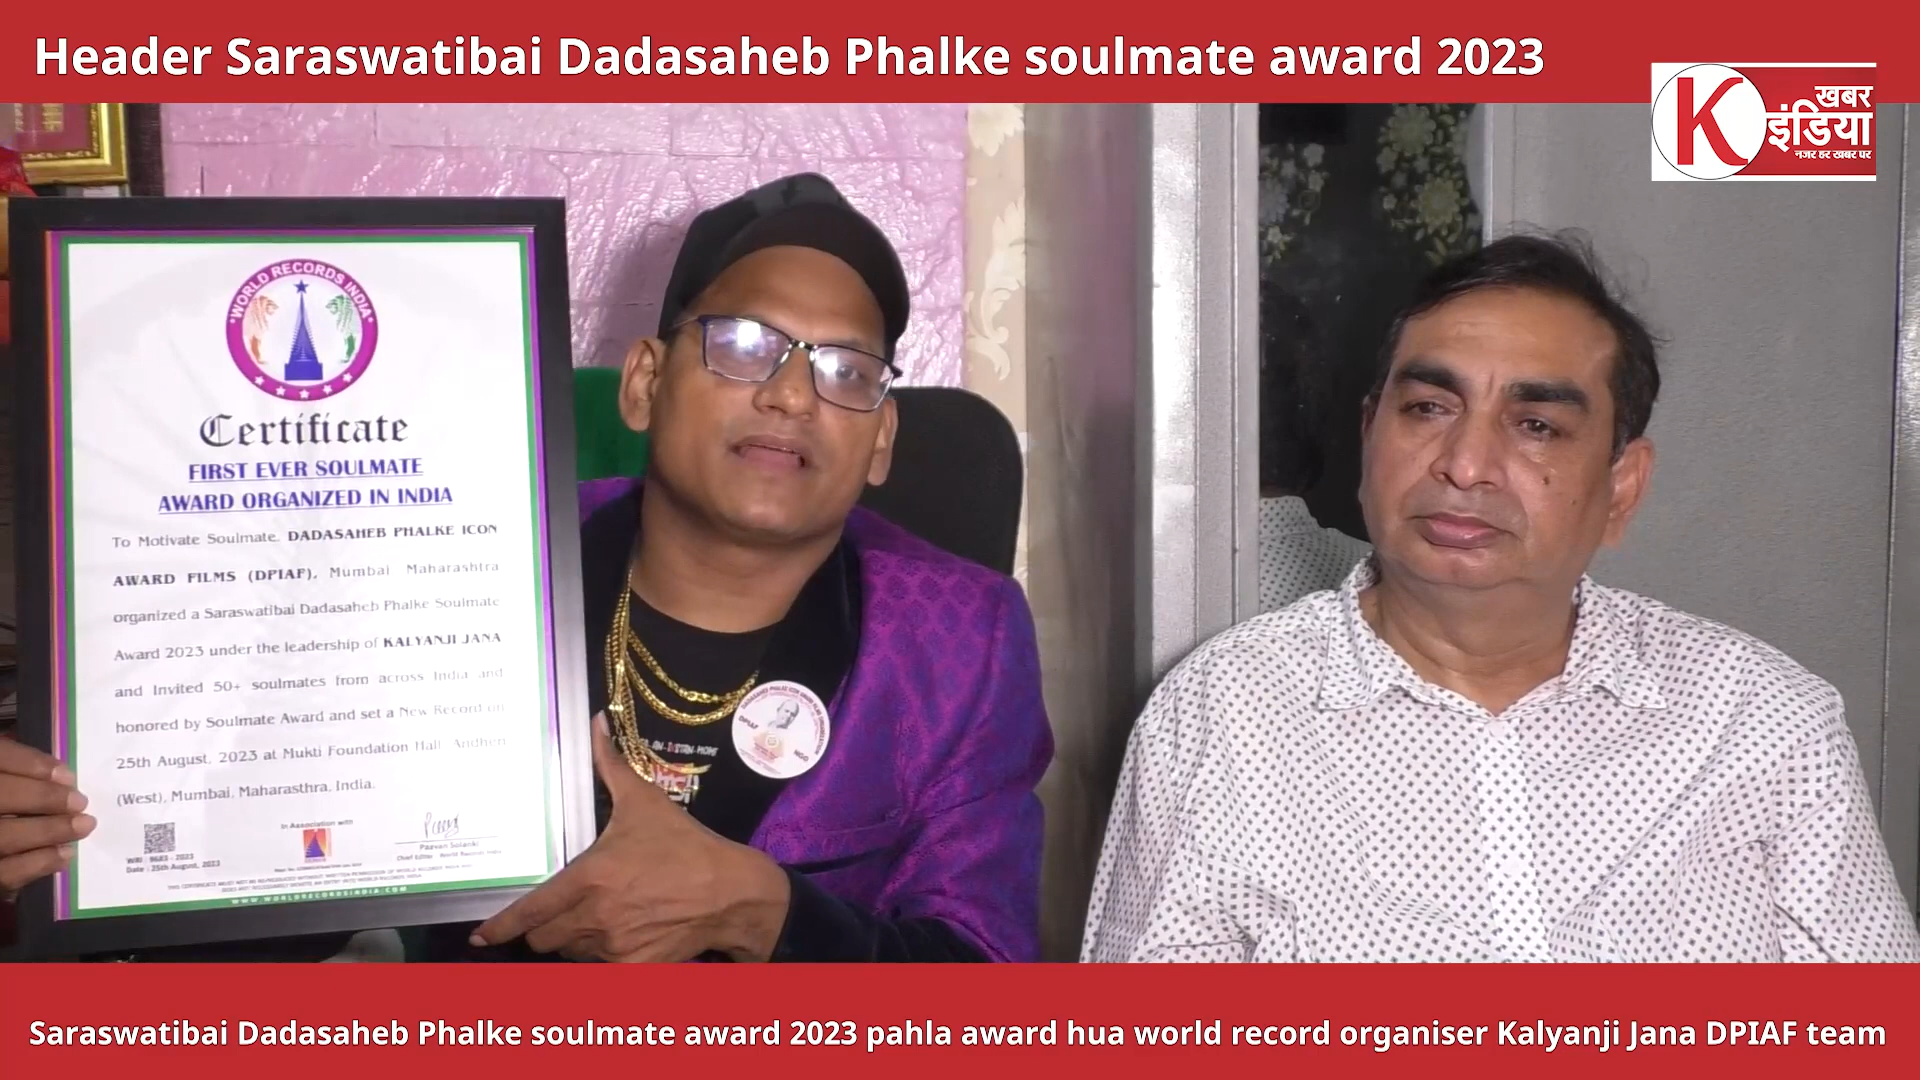 Header Saraswatibai Dadasaheb Phalke soulmate award 2023
K
खबर
इंडिया
नजर हर खबर पर
WORLD RECORDS INDIA
Certificate
FIRST EVER SOULMATE
AWARD ORGANIZED IN INDIA
To Motivate Soulmate, DADASAHEB PHALKE ICON
AWARD FILMS (DPIAF), Mumbai Maharashtra
organized a Saraswatibai Dadasaheb Phalke Soulmate
Award 2023 under the leadership of KALYANJI JANA
and Invited 50+ soulmates from across India and
honored by Soulmate Award and set a New Record on
25th August, 2023 at Mukti Foundation Hall, Andheri
(West), Mumbai, Maharasthra, India.
In Association with
WRI : 9683 - 2023
Date : 25th August, 2023
Paavan Solanki
Chief Editor - World Records India
WWW.WORLDRECORDSINDIA.COM
DPIAF
NGO
Saraswatibai Dadasaheb Phalke soulmate award 2023 pahla award hua world record organiser Kalyanji Jana DPIAF team